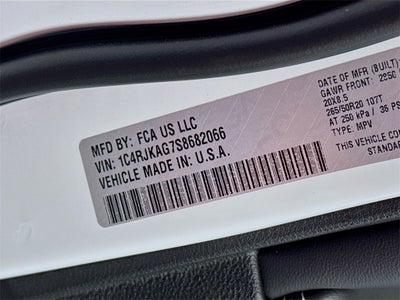 MFD BY: FCA US LLC
VIN: 1C4RJKAG7S8682066
VEHICLE MADE IN: U.S.A.
DATE OF MFR (BUILT)
GAWR FRONT: 2850
20X8.5
265/50R20 107T
AT 250 kPa / 36 PS
TYPE: MPV
THIS VEHICLE CON
STANDAR